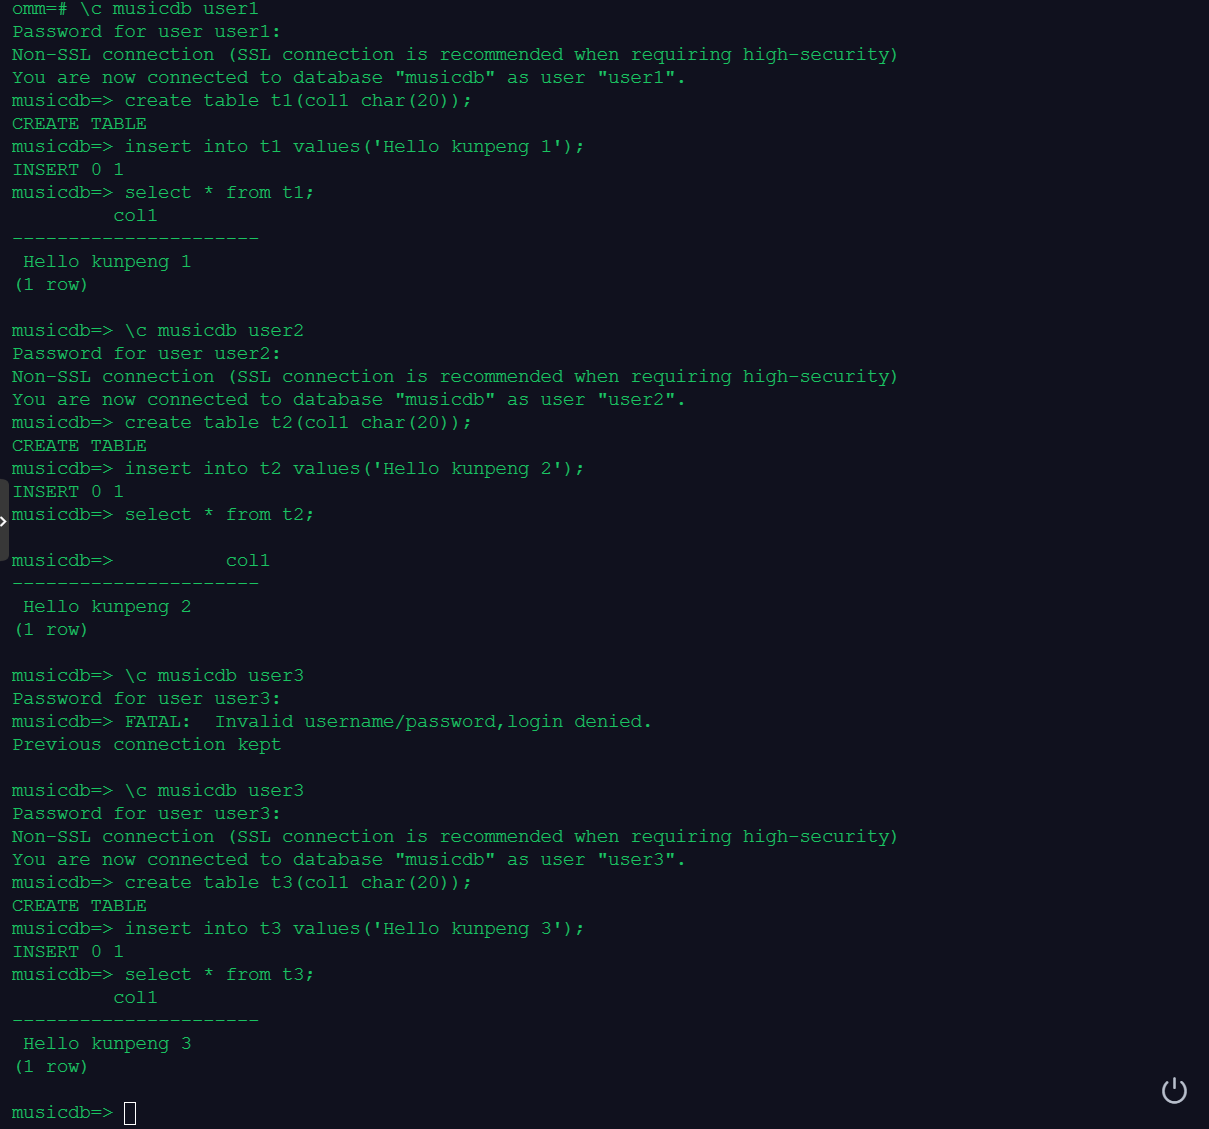 omm=# \c musicdb user1
Password for user user1:
Non-SSL connection (SSL connection is recommended when requiring high-security)
You are now connected to database "musicdb" as user "user1".
musicdb=> create table t1(col1 char(20));
CREATE TABLE
musicdb=> insert into t1 values('Hello kunpeng 1');
INSERT 0 1
musicdb=> select * from t1;
         col1
----------------------
 Hello kunpeng 1
(1 row)

musicdb=> \c musicdb user2
Password for user user2:
Non-SSL connection (SSL connection is recommended when requiring high-security)
You are now connected to database "musicdb" as user "user2".
musicdb=> create table t2(col1 char(20));
CREATE TABLE
musicdb=> insert into t2 values('Hello kunpeng 2');
INSERT 0 1
musicdb=> select * from t2;

musicdb=>          col1
----------------------
 Hello kunpeng 2
(1 row)

musicdb=> \c musicdb user3
Password for user user3:
musicdb=> FATAL:  Invalid username/password,login denied.
Previous connection kept

musicdb=> \c musicdb user3
Password for user user3:
Non-SSL connection (SSL connection is recommended when requiring high-security)
You are now connected to database "musicdb" as user "user3".
musicdb=> create table t3(col1 char(20));
CREATE TABLE
musicdb=> insert into t3 values('Hello kunpeng 3');
INSERT 0 1
musicdb=> select * from t3;
         col1
----------------------
 Hello kunpeng 3
(1 row)

musicdb=>